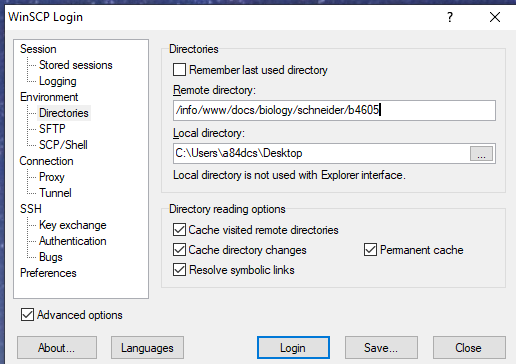 WinSCP Login
Session
Stored sessions
Logging
Environment
Directories
SFTP
SCP/Shell
Connection
Proxy
Tunnel
SSH
Key exchange
Authentication
Bugs
Preferences
Directories
Remember last used directory
Remote directory:
/info/www/docs/biology/schneider/b4605
Local directory:
C:\Users\a84dcs\Desktop
...
Local directory is not used with Explorer interface.
Directory reading options
Cache visited remote directories
Cache directory changes
Permanent cache
Resolve symbolic links
Advanced options
About...
Languages
Login
Save...
Close